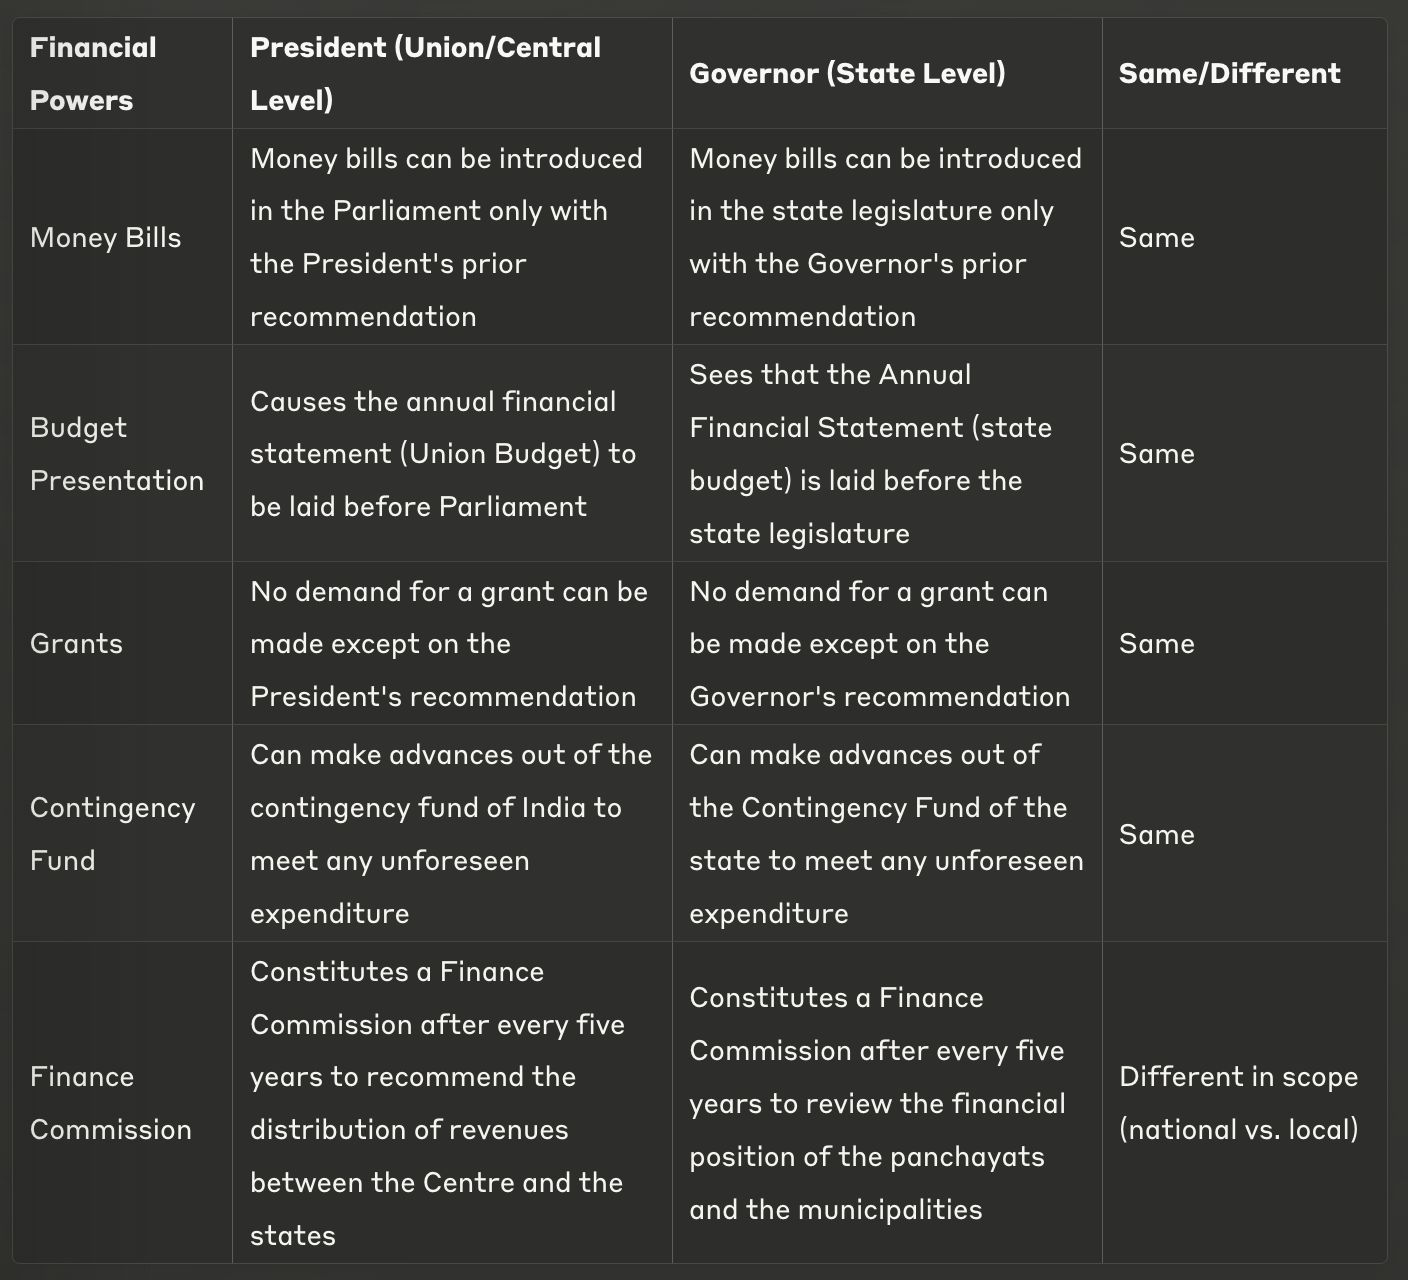 Financial
Powers
President (Union/Central
Level)
Governor (State Level)
Same/Different
Money Bills
Money bills can be introduced
in the Parliament only with
the President's prior
recommendation
Money bills can be introduced
in the state legislature only
with the Governor's prior
recommendation
Same
Budget
Presentation
Causes the annual financial
statement (Union Budget) to
be laid before Parliament
Sees that the Annual
Financial Statement (state
budget) is laid before the
state legislature
Same
Grants
No demand for a grant can be
made except on the
President's recommendation
No demand for a grant can
be made except on the
Governor's recommendation
Same
Contingency
Fund
Can make advances out of the
contingency fund of India to
meet any unforeseen
expenditure
Can make advances out of
the Contingency Fund of the
state to meet any unforeseen
expenditure
Same
Finance
Commission
Constitutes a Finance
Commission after every five
years to recommend the
distribution of revenues
between the Centre and the
states
Constitutes a Finance
Commission after every five
years to review the financial
position of the panchayats
and the municipalities
Different in scope
(national vs. local)